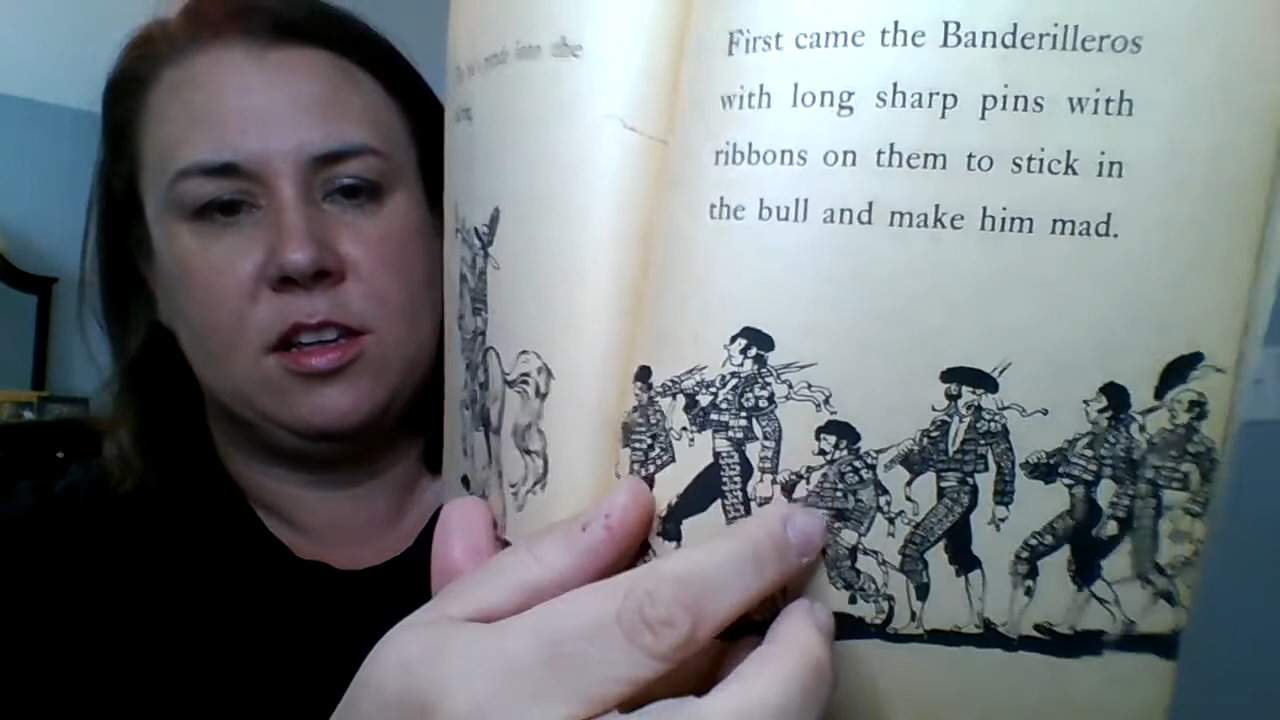 First came the Banderilleros
with long sharp pins with
ribbons on them to stick in
the bull and make him mad.